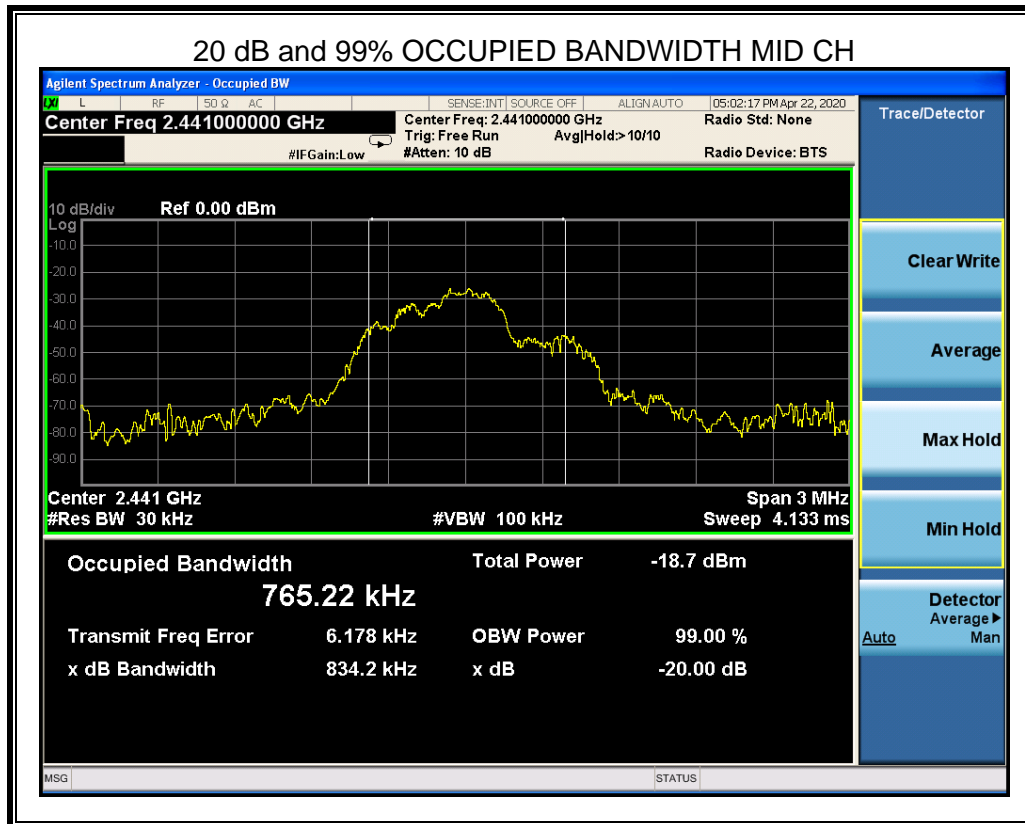 20 dB and 99% OCCUPIED BANDWIDTH MID CH
Agilent Spectrum Analyzer - Occupied BW
LXI L RF 50 Ω AC SENSE:INT SOURCE OFF ALIGN AUTO 05:02:17 PM Apr 22, 2020
Center Freq 2.441000000 GHz
Center Freq: 2.441000000 GHz Radio Std: None
Trig: Free Run Avg|Hold:>10/10
#IFGain:Low #Atten: 10 dB Radio Device: BTS
Trace/Detector
10 dB/div Ref 0.00 dBm
Log
-10.0
-20.0
-30.0
-40.0
-50.0
-60.0
-70.0
-80.0
-90.0
Center 2.441 GHz Span 3 MHz
#Res BW 30 kHz #VBW 100 kHz Sweep 4.133 ms
Occupied Bandwidth Total Power -18.7 dBm
765.22 kHz
Transmit Freq Error 6.178 kHz OBW Power 99.00 %
x dB Bandwidth 834.2 kHz x dB -20.00 dB
Clear Write
Average
Max Hold
Min Hold
Detector
Average▶
Auto Man
MSG STATUS